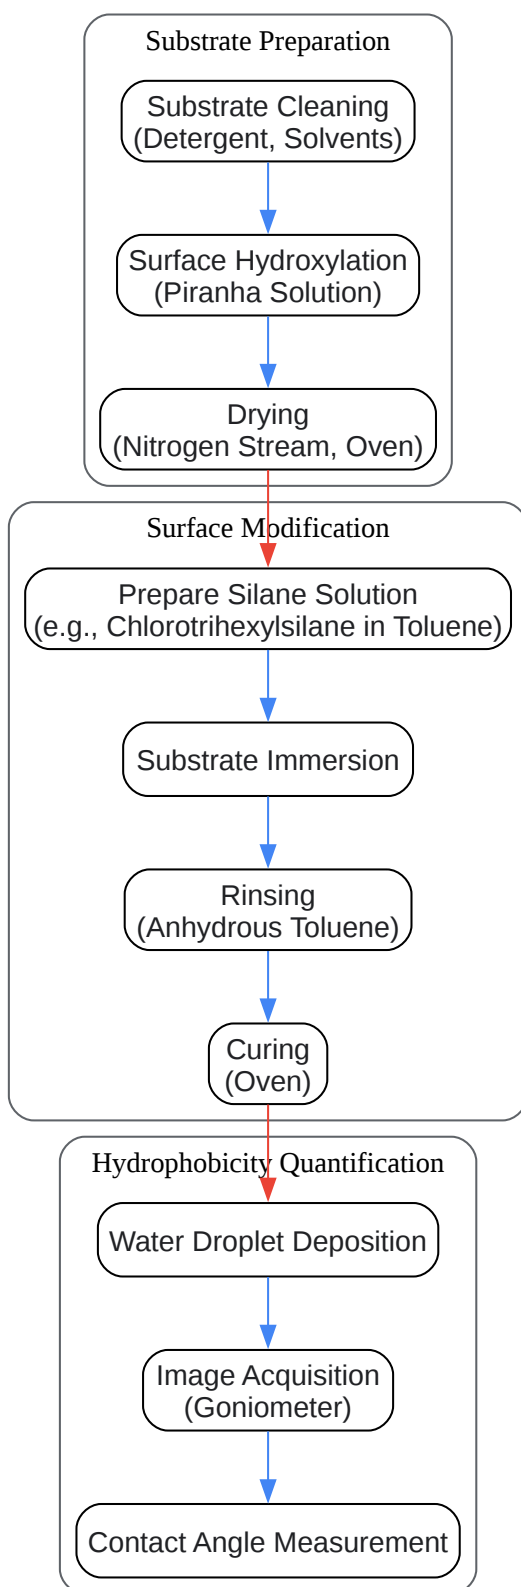 Substrate Preparation
Substrate Cleaning
(Detergent, Solvents)
Surface Hydroxylation
(Piranha Solution)
Drying
(Nitrogen Stream, Oven)
Surface Modification
Prepare Silane Solution
(e.g., Chlorotrihexylsilane in Toluene)
Substrate Immersion
Rinsing
(Anhydrous Toluene)
Curing
(Oven)
Hydrophobicity Quantification
Water Droplet Deposition
Image Acquisition
(Goniometer)
Contact Angle Measurement